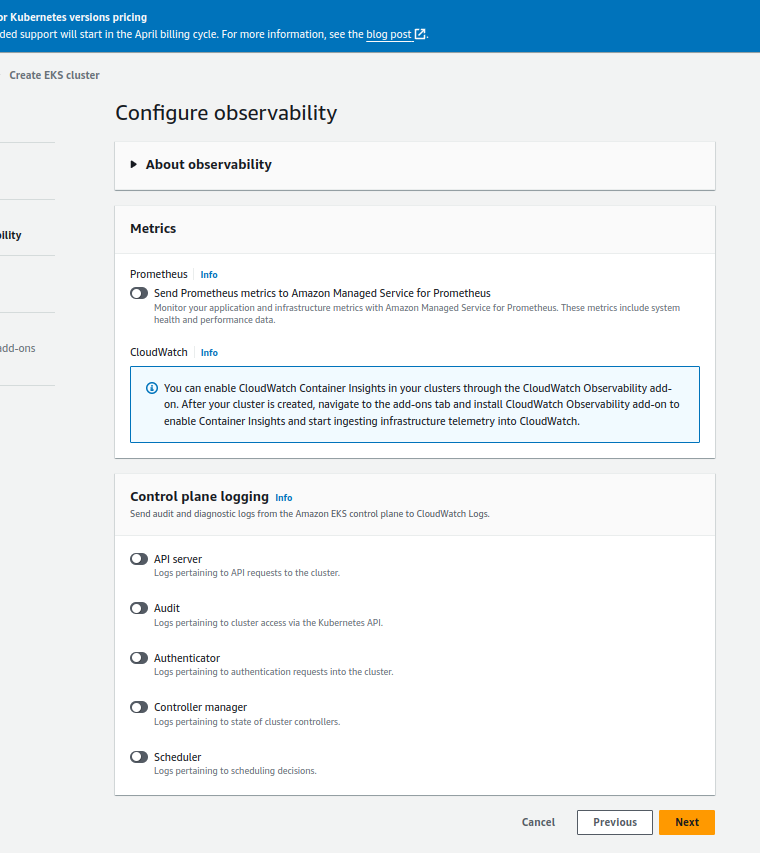 or Kubernetes versions pricing
ded support will start in the April billing cycle. For more information, see the blog post.
Create EKS cluster
Configure observability
About observability
bility
Metrics
Prometheus Info
Send Prometheus metrics to Amazon Managed Service for Prometheus
Monitor your application and infrastructure metrics with Amazon Managed Service for Prometheus. These metrics include system
health and performance data.
add-ons
CloudWatch Info
You can enable CloudWatch Container Insights in your clusters through the CloudWatch Observability add-
on. After your cluster is created, navigate to the add-ons tab and install CloudWatch Observability add-on to
enable Container Insights and start ingesting infrastructure telemetry into CloudWatch.
Control plane logging Info
Send audit and diagnostic logs from the Amazon EKS control plane to CloudWatch Logs.
API server
Logs pertaining to API requests to the cluster.
Audit
Logs pertaining to cluster access via the Kubernetes API.
Authenticator
Logs pertaining to authentication requests into the cluster.
Controller manager
Logs pertaining to state of cluster controllers.
Scheduler
Logs pertaining to scheduling decisions.
Cancel Previous Next